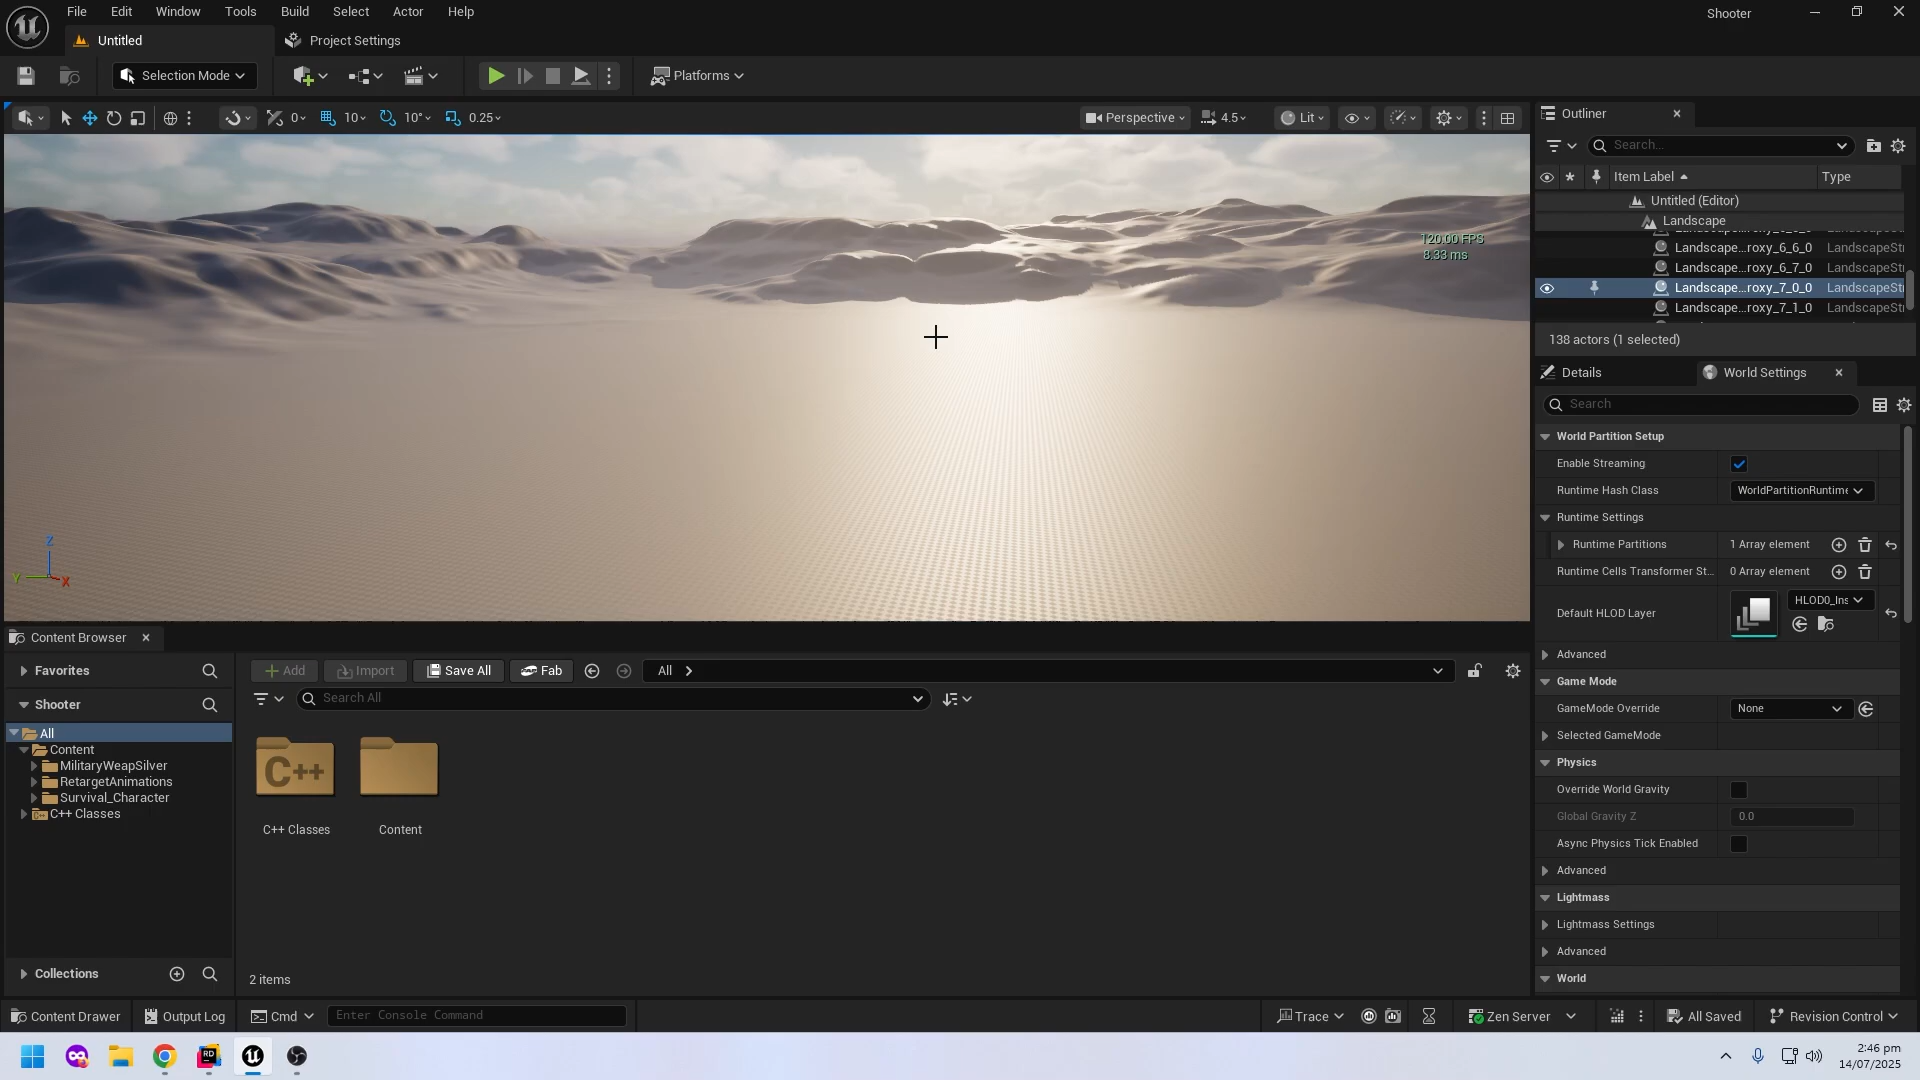 File Edit Window Tools Build Select Actor Help
Shooter
Untitled
Project Settings
Selection Mode
Platforms
0
10
10°
0.25
Perspective
4.5
Lit
120.00 FPS
8.33 ms
Z
Y
X
Outliner
Search...
Item Label
Type
Untitled (Editor)
Landscape
Landscape...roxy_6_6_0 LandscapeSt
Landscape...roxy_6_7_0 LandscapeSt
Landscape...roxy_7_0_0 LandscapeSt
Landscape...roxy_7_1_0 LandscapeSt
138 actors (1 selected)
Details
World Settings
Search
World Partition Setup
Enable Streaming
Runtime Hash Class WorldPartitionRuntime
Runtime Settings
Runtime Partitions 1 Array element
Runtime Cells Transformer St... 0 Array element
Default HLOD Layer HLOD0_Ins
Advanced
Game Mode
GameMode Override None
Selected GameMode
Physics
Override World Gravity
Global Gravity Z 0.0
Async Physics Tick Enabled
Advanced
Lightmass
Lightmass Settings
Advanced
World
Content Browser
Favorites
Shooter
All
Content
MilitaryWeapSilver
RetargetAnimations
Survival_Character
C++ Classes
Collections
Add
Import
Save All
Fab
All
Search All
C++
C++ Classes
Content
2 items
Content Drawer
Output Log
Cmd
Enter Console Command
Trace
Zen Server
All Saved
Revision Control
RD
2:46 pm
14/07/2025